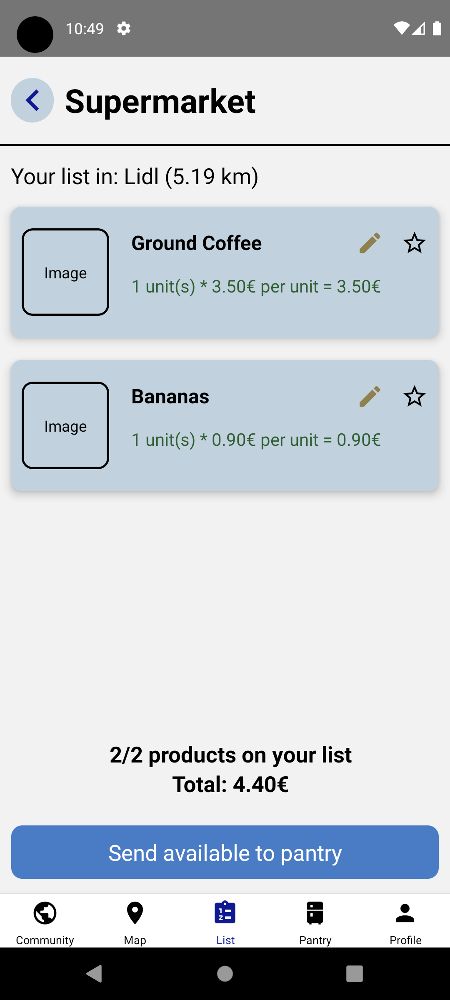 10:49
Supermarket
Your list in: Lidl (5.19 km)
Ground Coffee
Image
1 unit(s) * 3.50€ per unit = 3.50€
Bananas
Image
1 unit(s) * 0.90€ per unit = 0.90€
2/2 products on your list
Total: 4.40€
Send available to pantry
Community Map List Pantry Profile